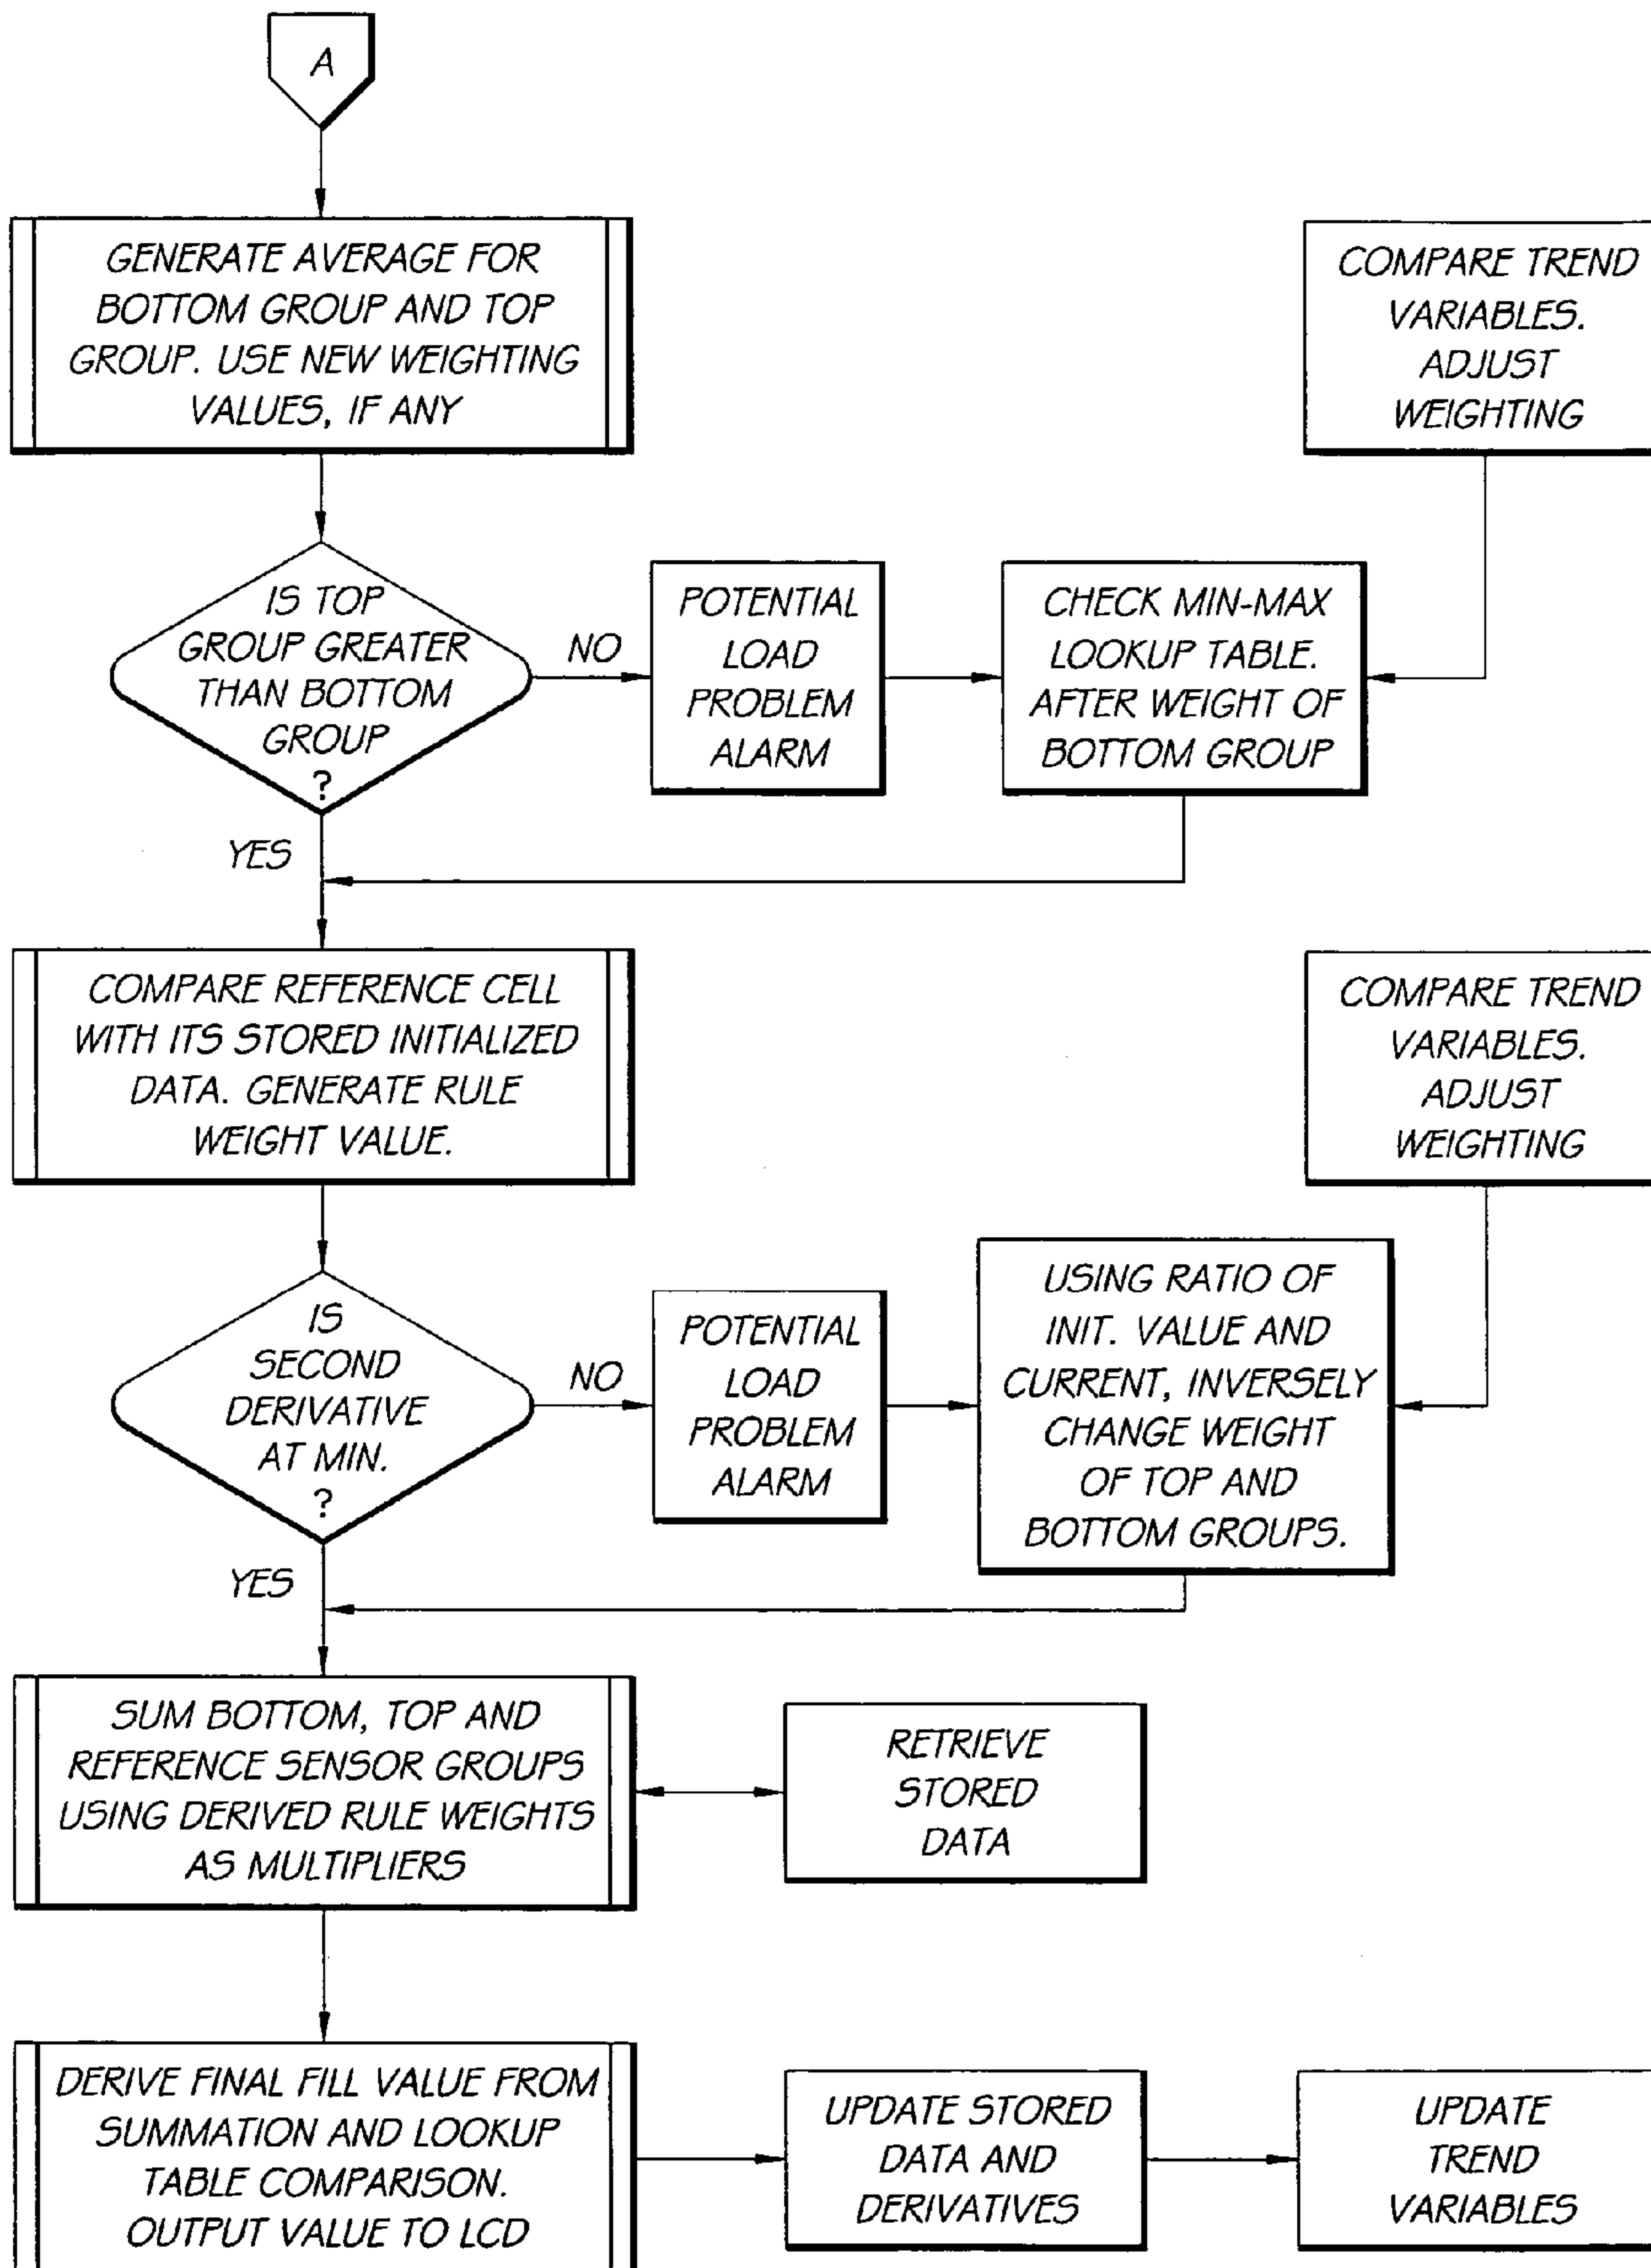 A
GENERATE AVERAGE FOR
BOTTOM GROUP AND TOP
GROUP. USE NEW WEIGHTING
VALUES, IF ANY
COMPARE TREND
VARIABLES.
ADJUST
WEIGHTING
IS TOP
GROUP GREATER
THAN BOTTOM
GROUP
?
NO
POTENTIAL
LOAD
PROBLEM
ALARM
CHECK MIN-MAX
LOOKUP TABLE.
AFTER WEIGHT OF
BOTTOM GROUP
YES
COMPARE REFERENCE CELL
WITH ITS STORED INITIALIZED
DATA. GENERATE RULE
WEIGHT VALUE.
COMPARE TREND
VARIABLES.
ADJUST
WEIGHTING
IS
SECOND
DERIVATIVE
AT MIN.
?
NO
POTENTIAL
LOAD
PROBLEM
ALARM
USING RATIO OF
INIT. VALUE AND
CURRENT, INVERSELY
CHANGE WEIGHT
OF TOP AND
BOTTOM GROUPS.
YES
SUM BOTTOM, TOP AND
REFERENCE SENSOR GROUPS
USING DERIVED RULE WEIGHTS
AS MULTIPLIERS
RETRIEVE
STORED
DATA
DERIVE FINAL FILL VALUE FROM
SUMMATION AND LOOKUP
TABLE COMPARISON.
OUTPUT VALUE TO LCD
UPDATE STORED
DATA AND
DERIVATIVES
UPDATE
TREND
VARIABLES